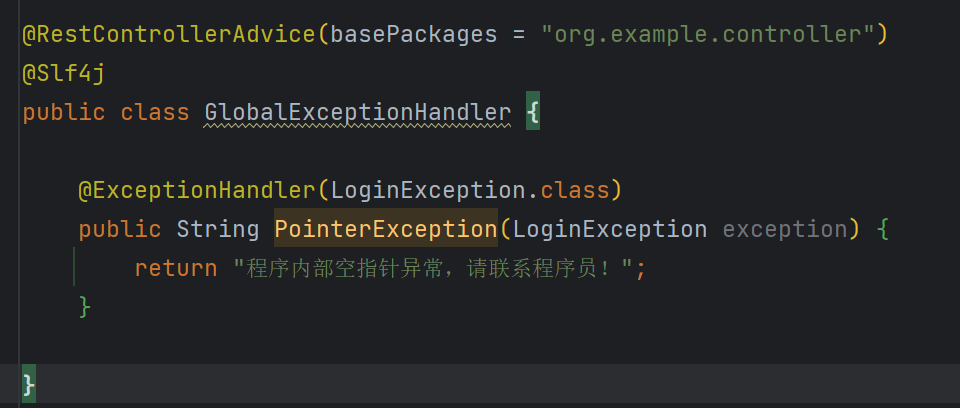 @RestControllerAdvice(basePackages = "org.example.controller")
@Slf4j
public class GlobalExceptionHandler {
@ExceptionHandler(LoginException.class)
public String PointerException(LoginException exception) {
return "程序内部空指针异常，请联系程序员！";
}
}